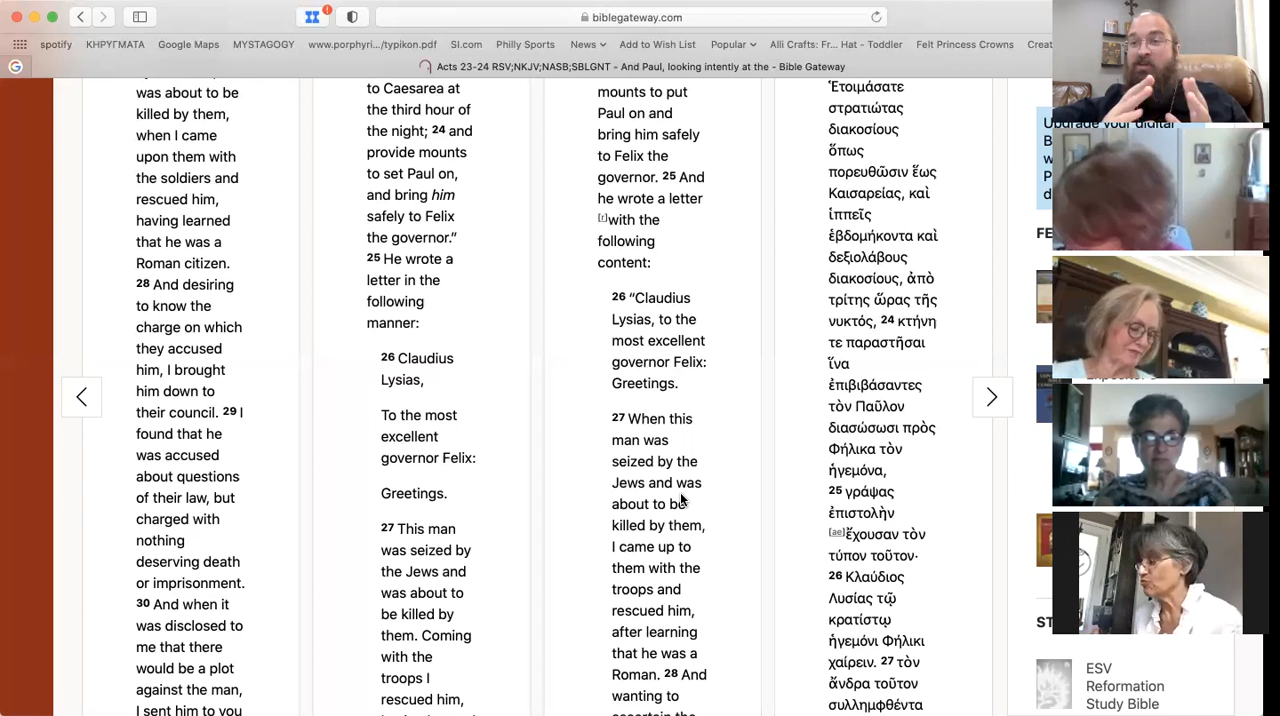 biblegateway.com
spotify
ΚΗΡΥΓΜΑΤΑ
Google Maps
MYSTAGOGY
www.porphyri.../typikon.pdf
SI.com
Philly Sports
News
Add to Wish List
Popular
Alli Crafts: Fr... Hat - Toddler
Felt Princess Crowns
Creat
Acts 23-24 RSV;NKJV;NASB;SBLGNT - And Paul, looking intently at the - Bible Gateway
was about to be
killed by them,
when I came
upon them with
the soldiers and
rescued him,
having learned
that he was a
Roman citizen.
28 And desiring
to know the
charge on which
they accused
him, I brought
him down to
their council. 29 I
found that he
was accused
about questions
of their law, but
charged with
nothing
deserving death
or imprisonment.
30 And when it
was disclosed to
me that there
would be a plot
against the man,
I sent him to you
to Caesarea at
the third hour of
the night; 24 and
provide mounts
to set Paul on,
and bring him
safely to Felix
the governor.”
25 He wrote a
letter in the
following
manner:
26 Claudius
Lysias,
To the most
excellent
governor Felix:
Greetings.
27 This man
was seized by
the Jews and
was about to
be killed by
them. Coming
with the
troops I
rescued him,
mounts to put
Paul on and
bring him safely
to Felix the
governor. 25 And
he wrote a letter
[r]with the
following
content:
26 “Claudius
Lysias, to the
most excellent
governor Felix:
Greetings.
27 When this
man was
seized by the
Jews and was
about to be
killed by them,
I came up to
them with the
troops and
rescued him,
after learning
that he was a
Roman. 28 And
wanting to
ascertain the
Ἑτοιμάσατε
στρατιώτας
διακοσίους
ὅπως
πορευθῶσιν ἕως
Καισαρείας, καὶ
ἱππεῖς
ἑβδομήκοντα καὶ
δεξιολάβους
διακοσίους, ἀπὸ
τρίτης ὥρας τῆς
νυκτός, 24 κτήνη
τε παραστῆσαι
ἵνα
ἐπιβιβάσαντες
τὸν Παῦλον
διασώσωσι πρὸς
Φήλικα τὸν
ἡγεμόνα,
25 γράψας
ἐπιστολὴν
[ae]ἔχουσαν τὸν
τύπον τοῦτον·
26 Κλαύδιος
Λυσίας τῷ
κρατίστῳ
ἡγεμόνι Φήλικι
χαίρειν. 27 τὸν
ἄνδρα τοῦτον
συλλημφθέντα
Upgrade your digital
B
w
P
d
FE
ST
ESV
Reformation
Study Bible